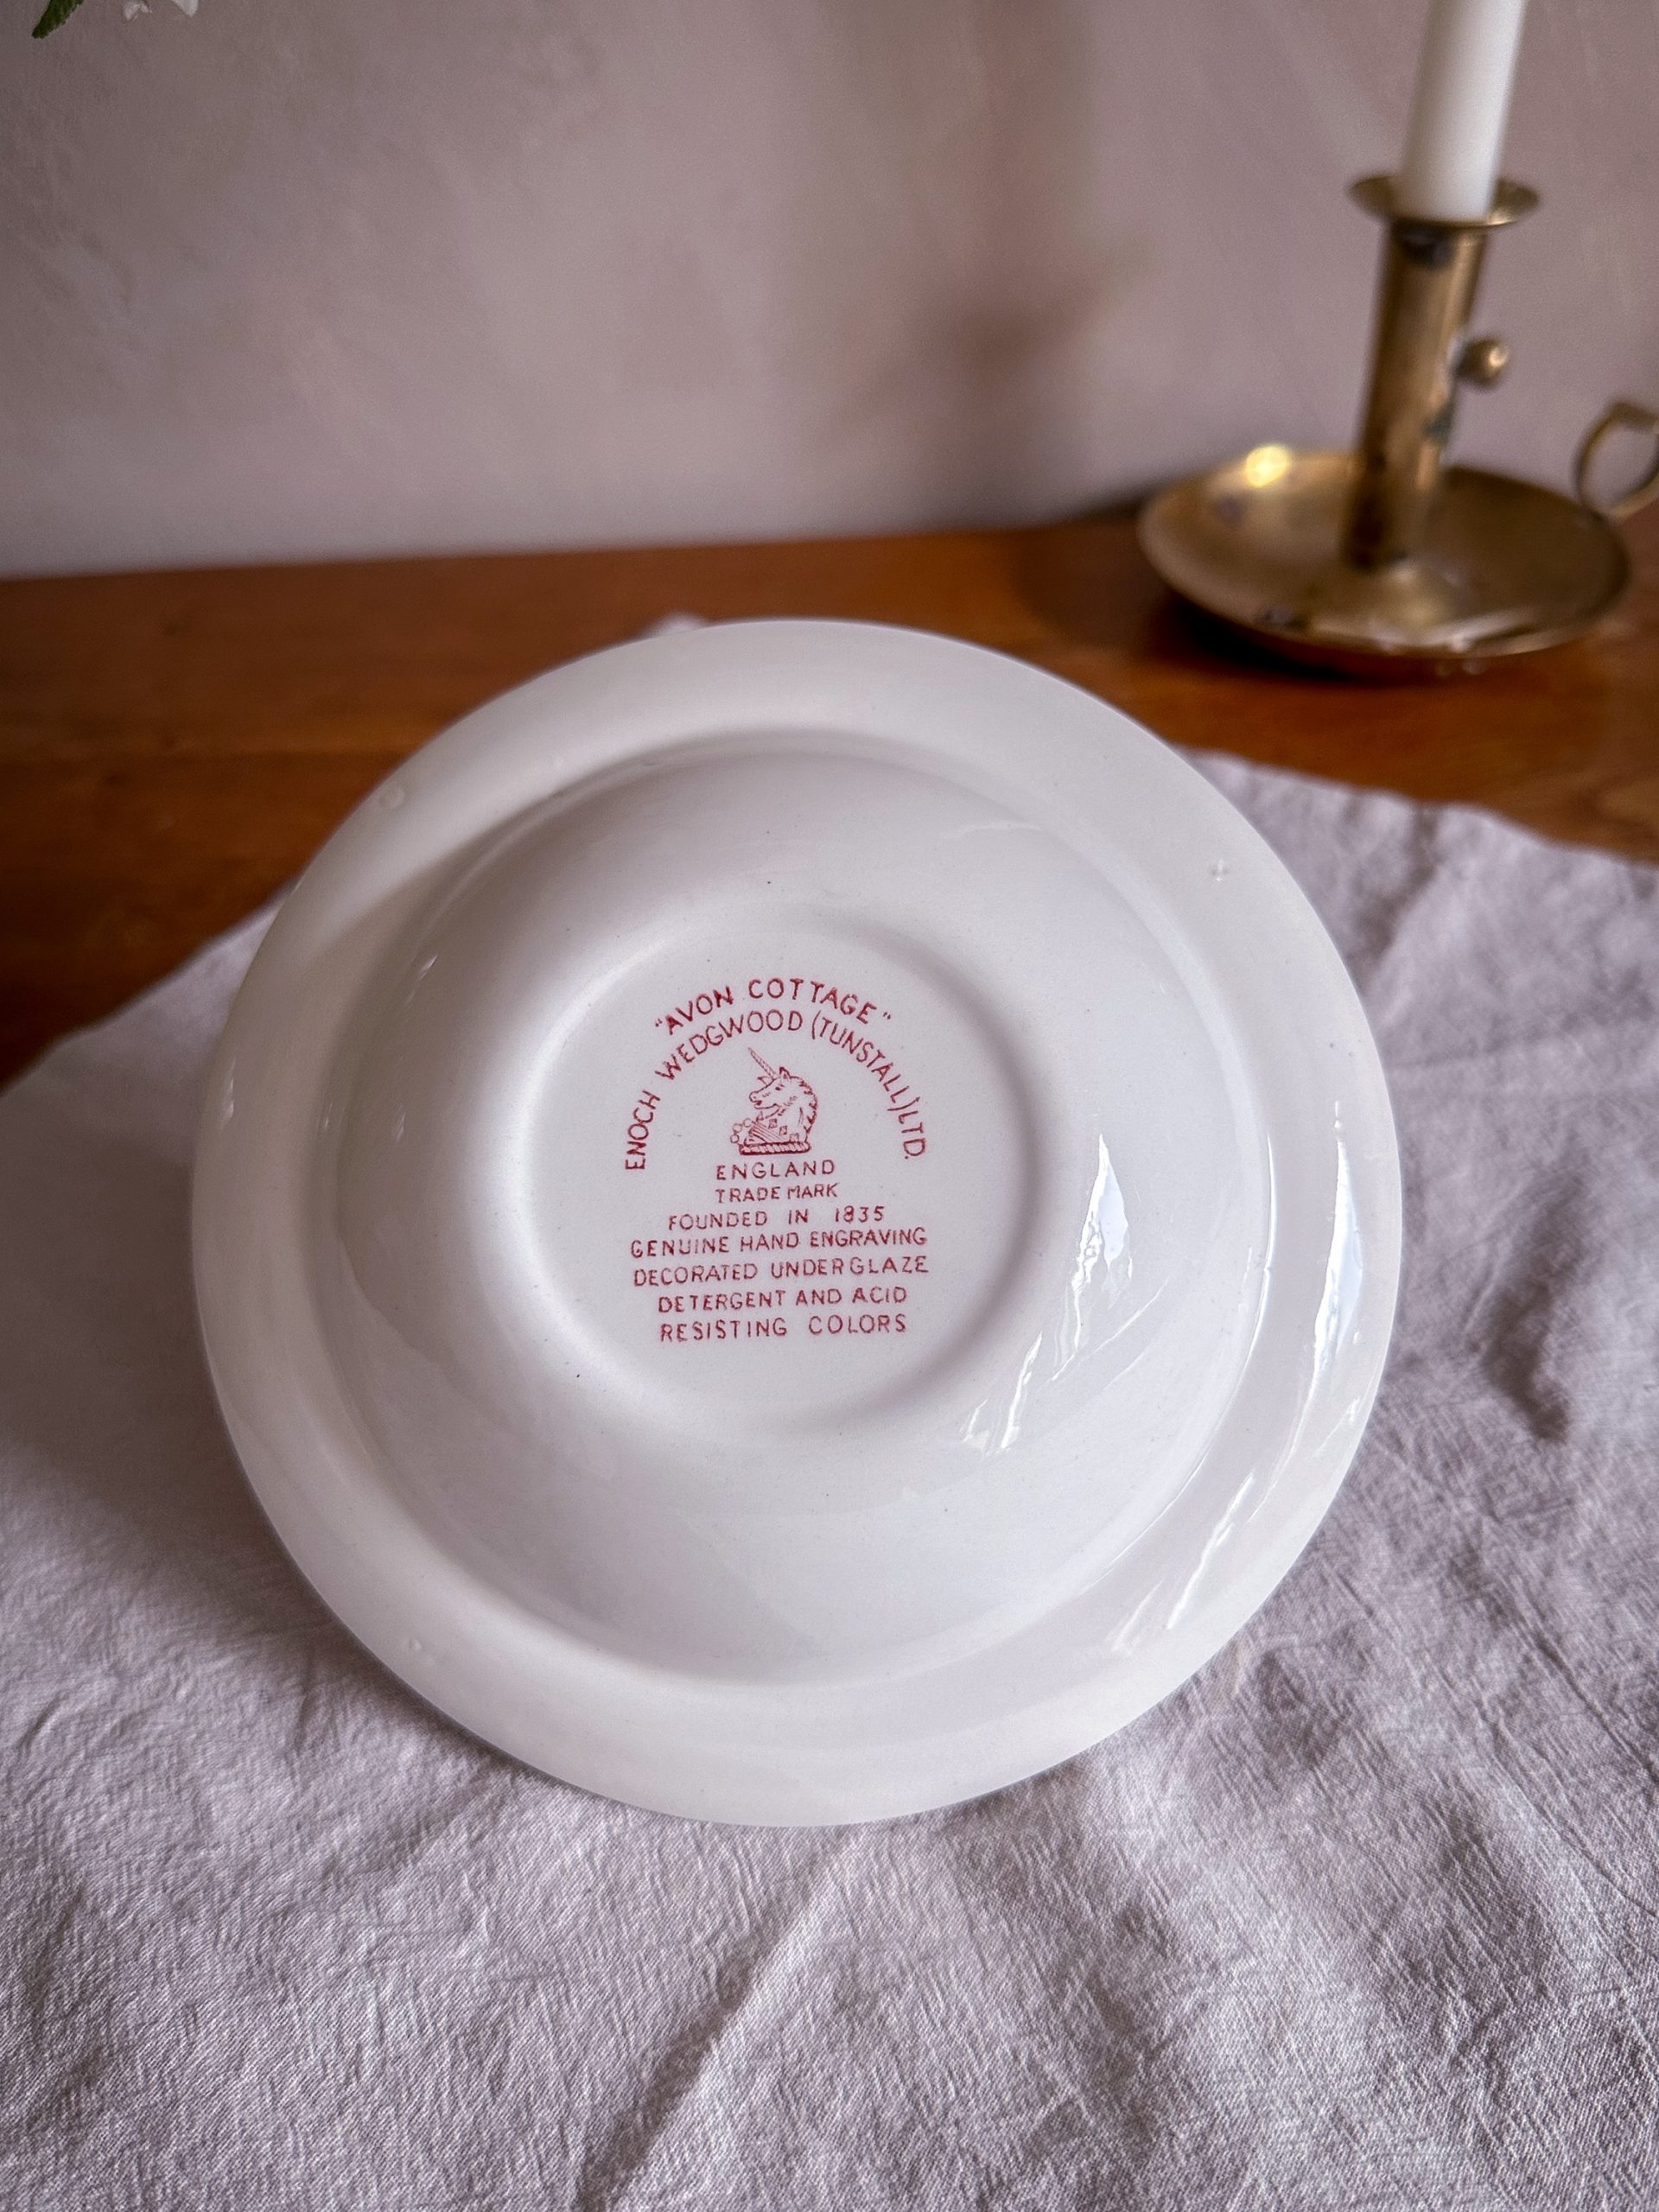 "AVON COTTAGE"
ENOCH WEDGWOOD (TUNSTALL) LTD.
ENGLAND
TRADE MARK
FOUNDED IN 1835
GENUINE HAND ENGRAVING
DECORATED UNDERGLAZE
DETERGENT AND ACID
RESISTING COLORS